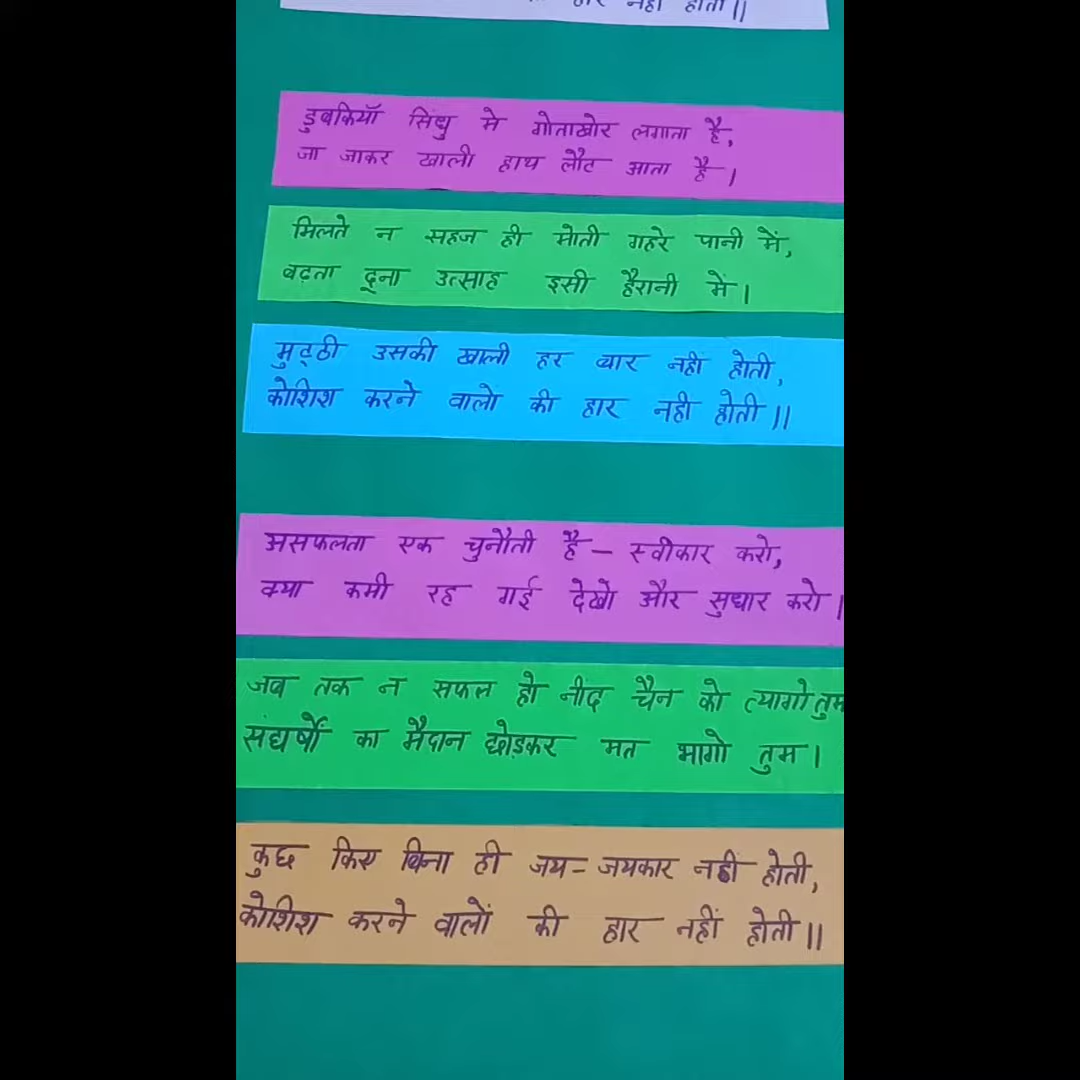 नही होती॥
डुबकियाॅ सिंधु मे गोताखोर लगाता है,
जा जाकर खाली हाथ लौट आता है।
मिलते न सहज ही मोती गहरे पानी में,
बढ़ता दूना उत्साह इसी हैरानी में।
मुट्ठी उसकी खाली हर बार नही होती,
कोशिश करने वालो की हार नही होती॥
असफलता एक चुनौती है – स्वीकार करो,
क्या कमी रह गई देखो और सुधार करो।
जब तक न सफल हो नींद चैन को त्यागो तुम
संघर्षों का मैदान छोड़कर मत भागो तुम।
कुछ किए बिना ही जय-जयकार नहीं होती,
कोशिश करने वालों की हार नहीं होती॥